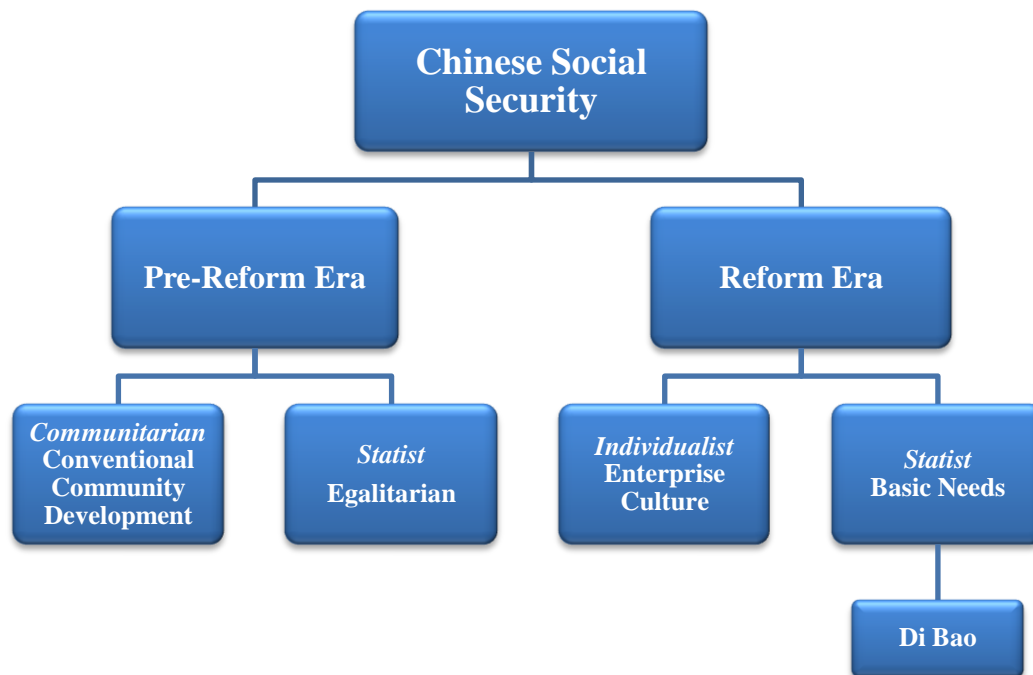 Chinese Social
Security
Pre-Reform Era
Reform Era
Communitarian
Conventional
Community
Development
Statist
Egalitarian
Individualist
Enterprise
Culture
Statist
Basic Needs
Di Bao